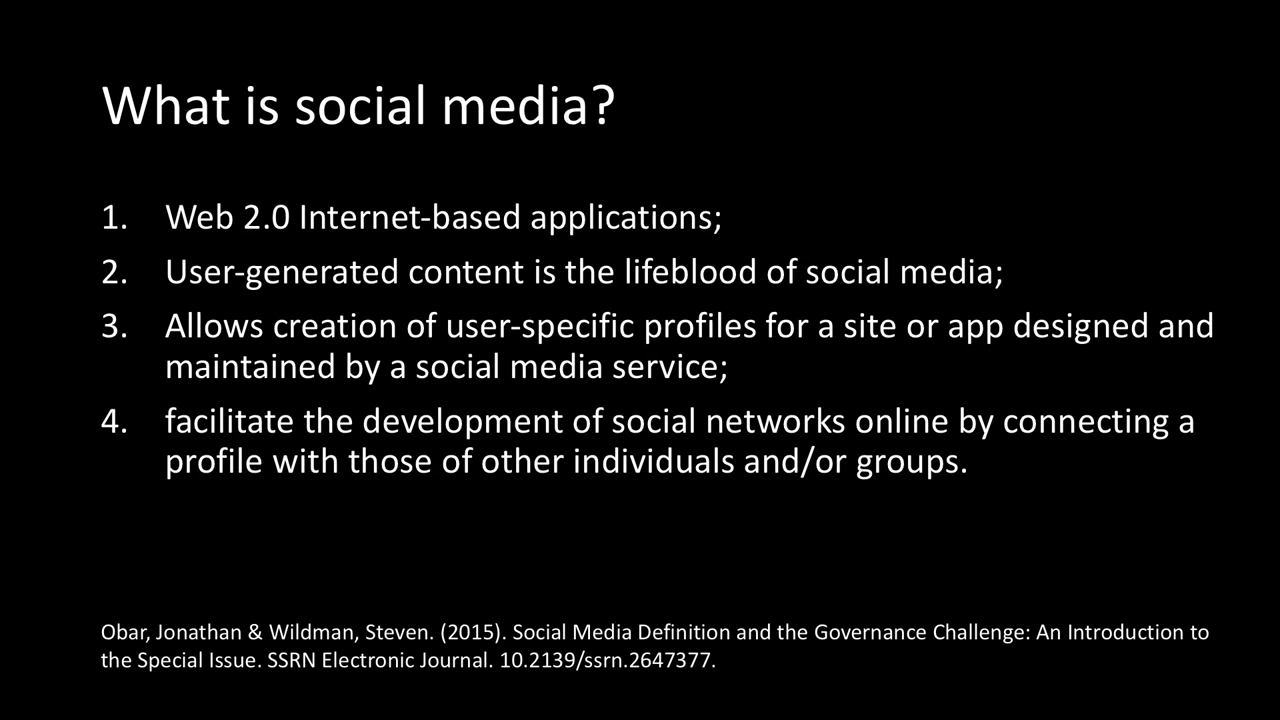 What is social media?
1. Web 2.0 Internet-based applications;
2. User-generated content is the lifeblood of social media;
3. Allows creation of user-specific profiles for a site or app designed and
maintained by a social media service;
4. facilitate the development of social networks online by connecting a
profile with those of other individuals and/or groups.
Obar, Jonathan & Wildman, Steven. (2015). Social Media Definition and the Governance Challenge: An Introduction to
the Special Issue. SSRN Electronic Journal. 10.2139/ssrn.2647377.